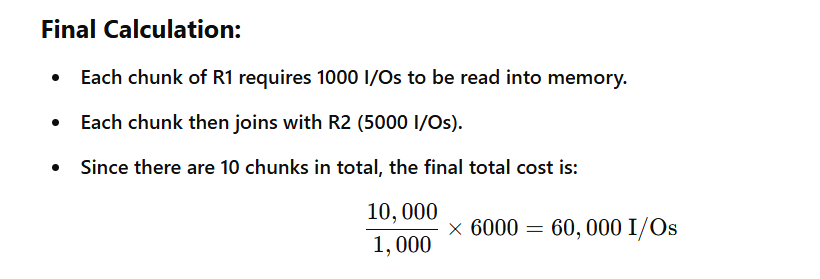 Final Calculation:
• Each chunk of R1 requires 1000 I/Os to be read into memory.
• Each chunk then joins with R2 (5000 I/Os).
• Since there are 10 chunks in total, the final total cost is:
10,000
1,000
× 6000 = 60,000 I/Os